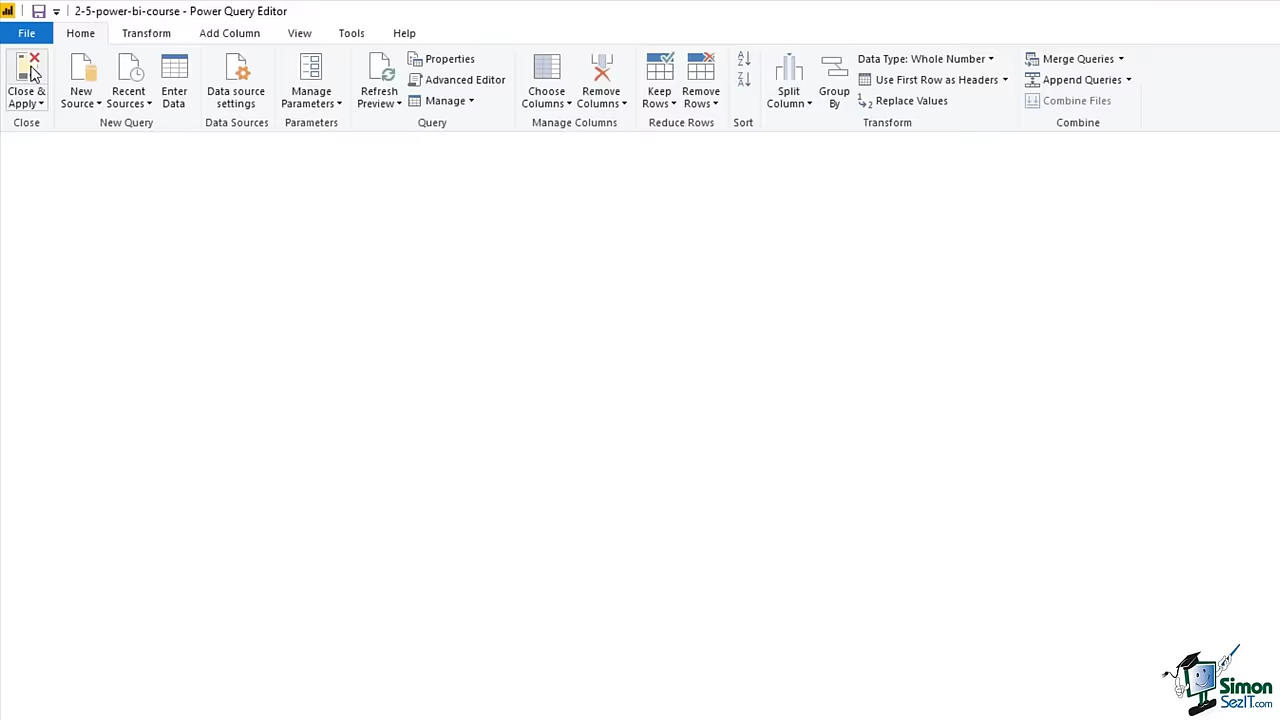 2-5-power-bi-course - Power Query Editor
File Home Transform Add Column View Tools Help
Close & Apply
New Source
Recent Sources
Enter Data
Data source settings
Manage Parameters
Refresh Preview
Properties
Advanced Editor
Manage
Choose Columns
Remove Columns
Keep Rows
Remove Rows
A Z
Z A
Split Column
Group By
Data Type: Whole Number
Use First Row as Headers
1 2 Replace Values
Merge Queries
Append Queries
Combine Files
Close New Query Data Sources Parameters Query Manage Columns Reduce Rows Sort Transform Combine
Simon
SezIT.com